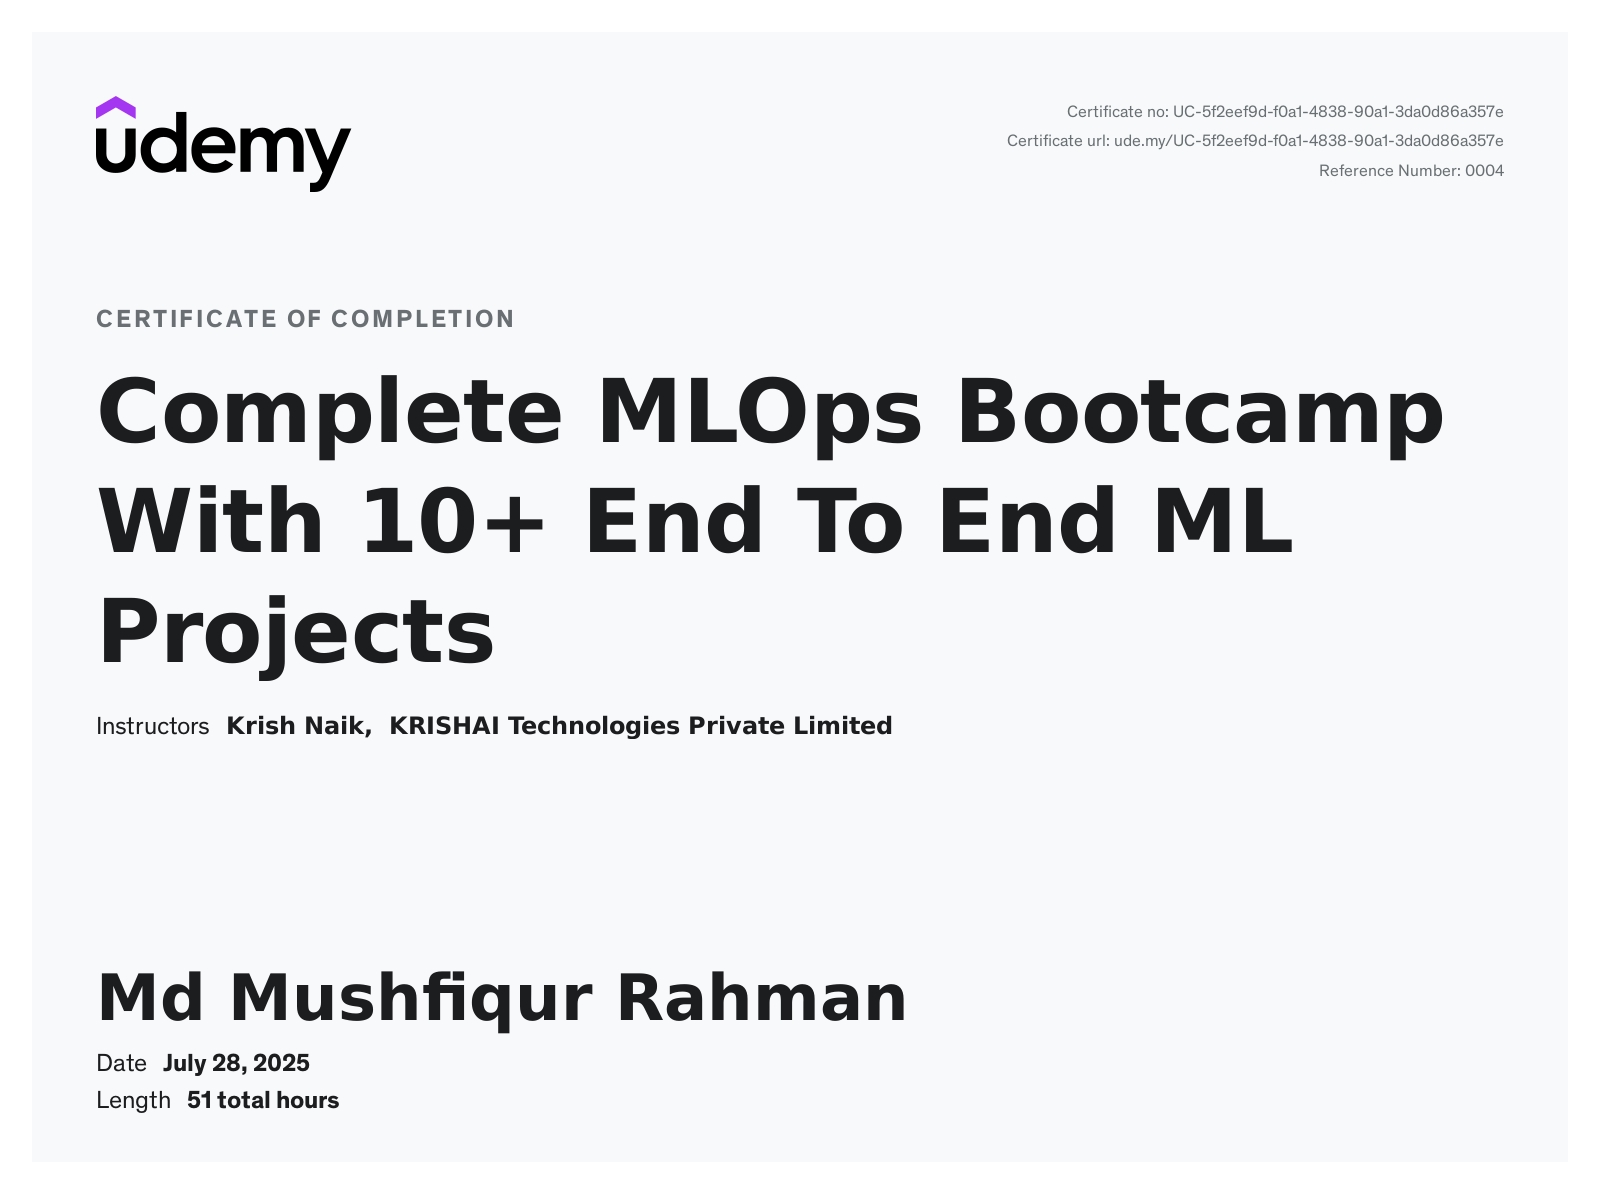 udemy
Certificate no: UC-5f2eef9d-f0a1-4838-90a1-3da0d86a357e
Certificate url: ude.my/UC-5f2eef9d-f0a1-4838-90a1-3da0d86a357e
Reference Number: 0004
CERTIFICATE OF COMPLETION
Complete MLOps Bootcamp
With 10+ End To End ML
Projects
Instructors Krish Naik, KRISHAI Technologies Private Limited
Md Mushfiqur Rahman
Date July 28, 2025
Length 51 total hours